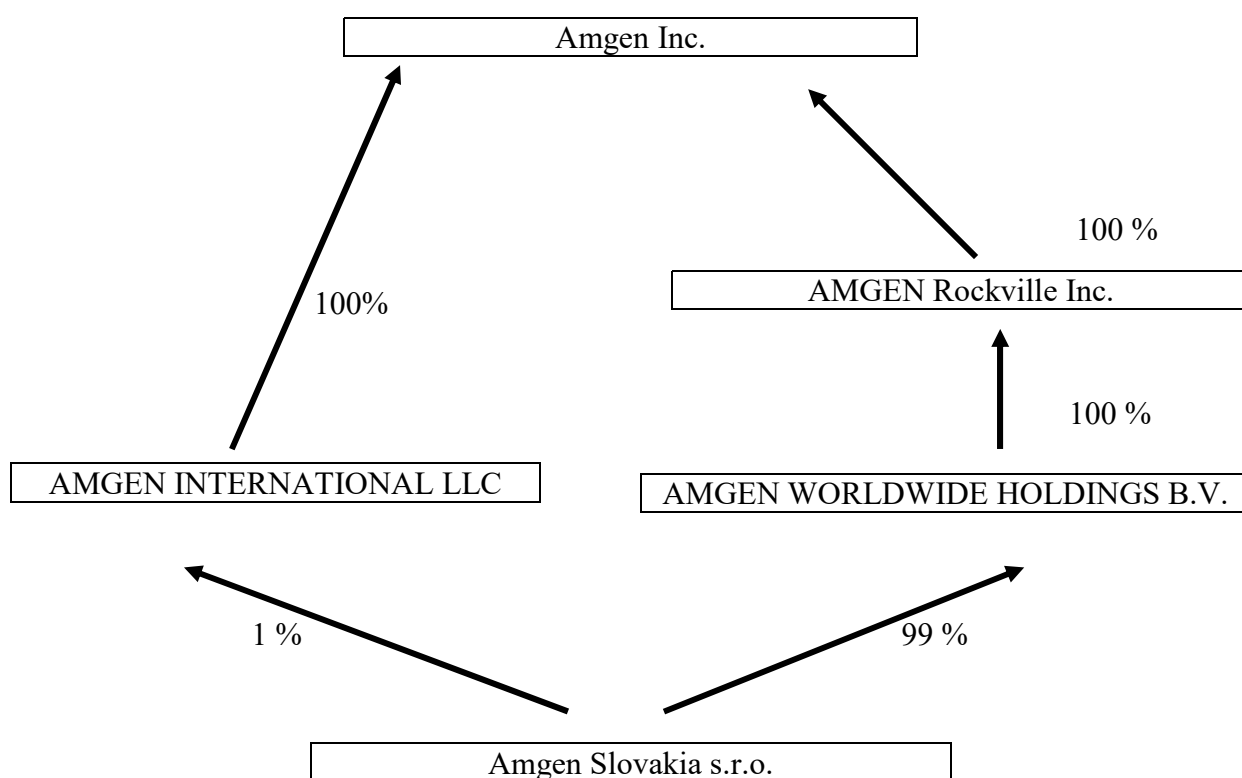 Amgen Inc.
100 %
AMGEN Rockville Inc.
100%
100 %
AMGEN INTERNATIONAL LLC
AMGEN WORLDWIDE HOLDINGS B.V.
1 %
99 %
Amgen Slovakia s.r.o.